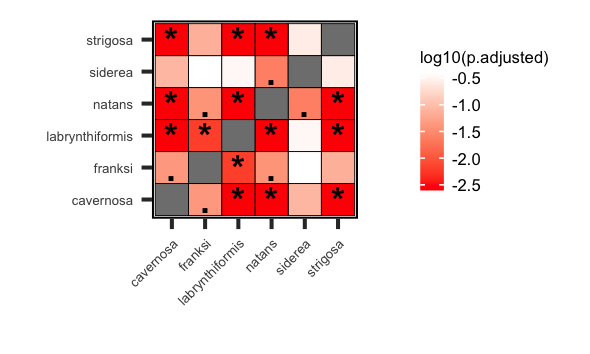 strigosa * * *
siderea .
natans * . * . *
labrynthiformis * * * *
franksi . * .
cavernosa . * * *
cavernosa franksi labrynthiformis natans siderea strigosa
log10(p.adjusted)
-0.5
-1.0
-1.5
-2.0
-2.5